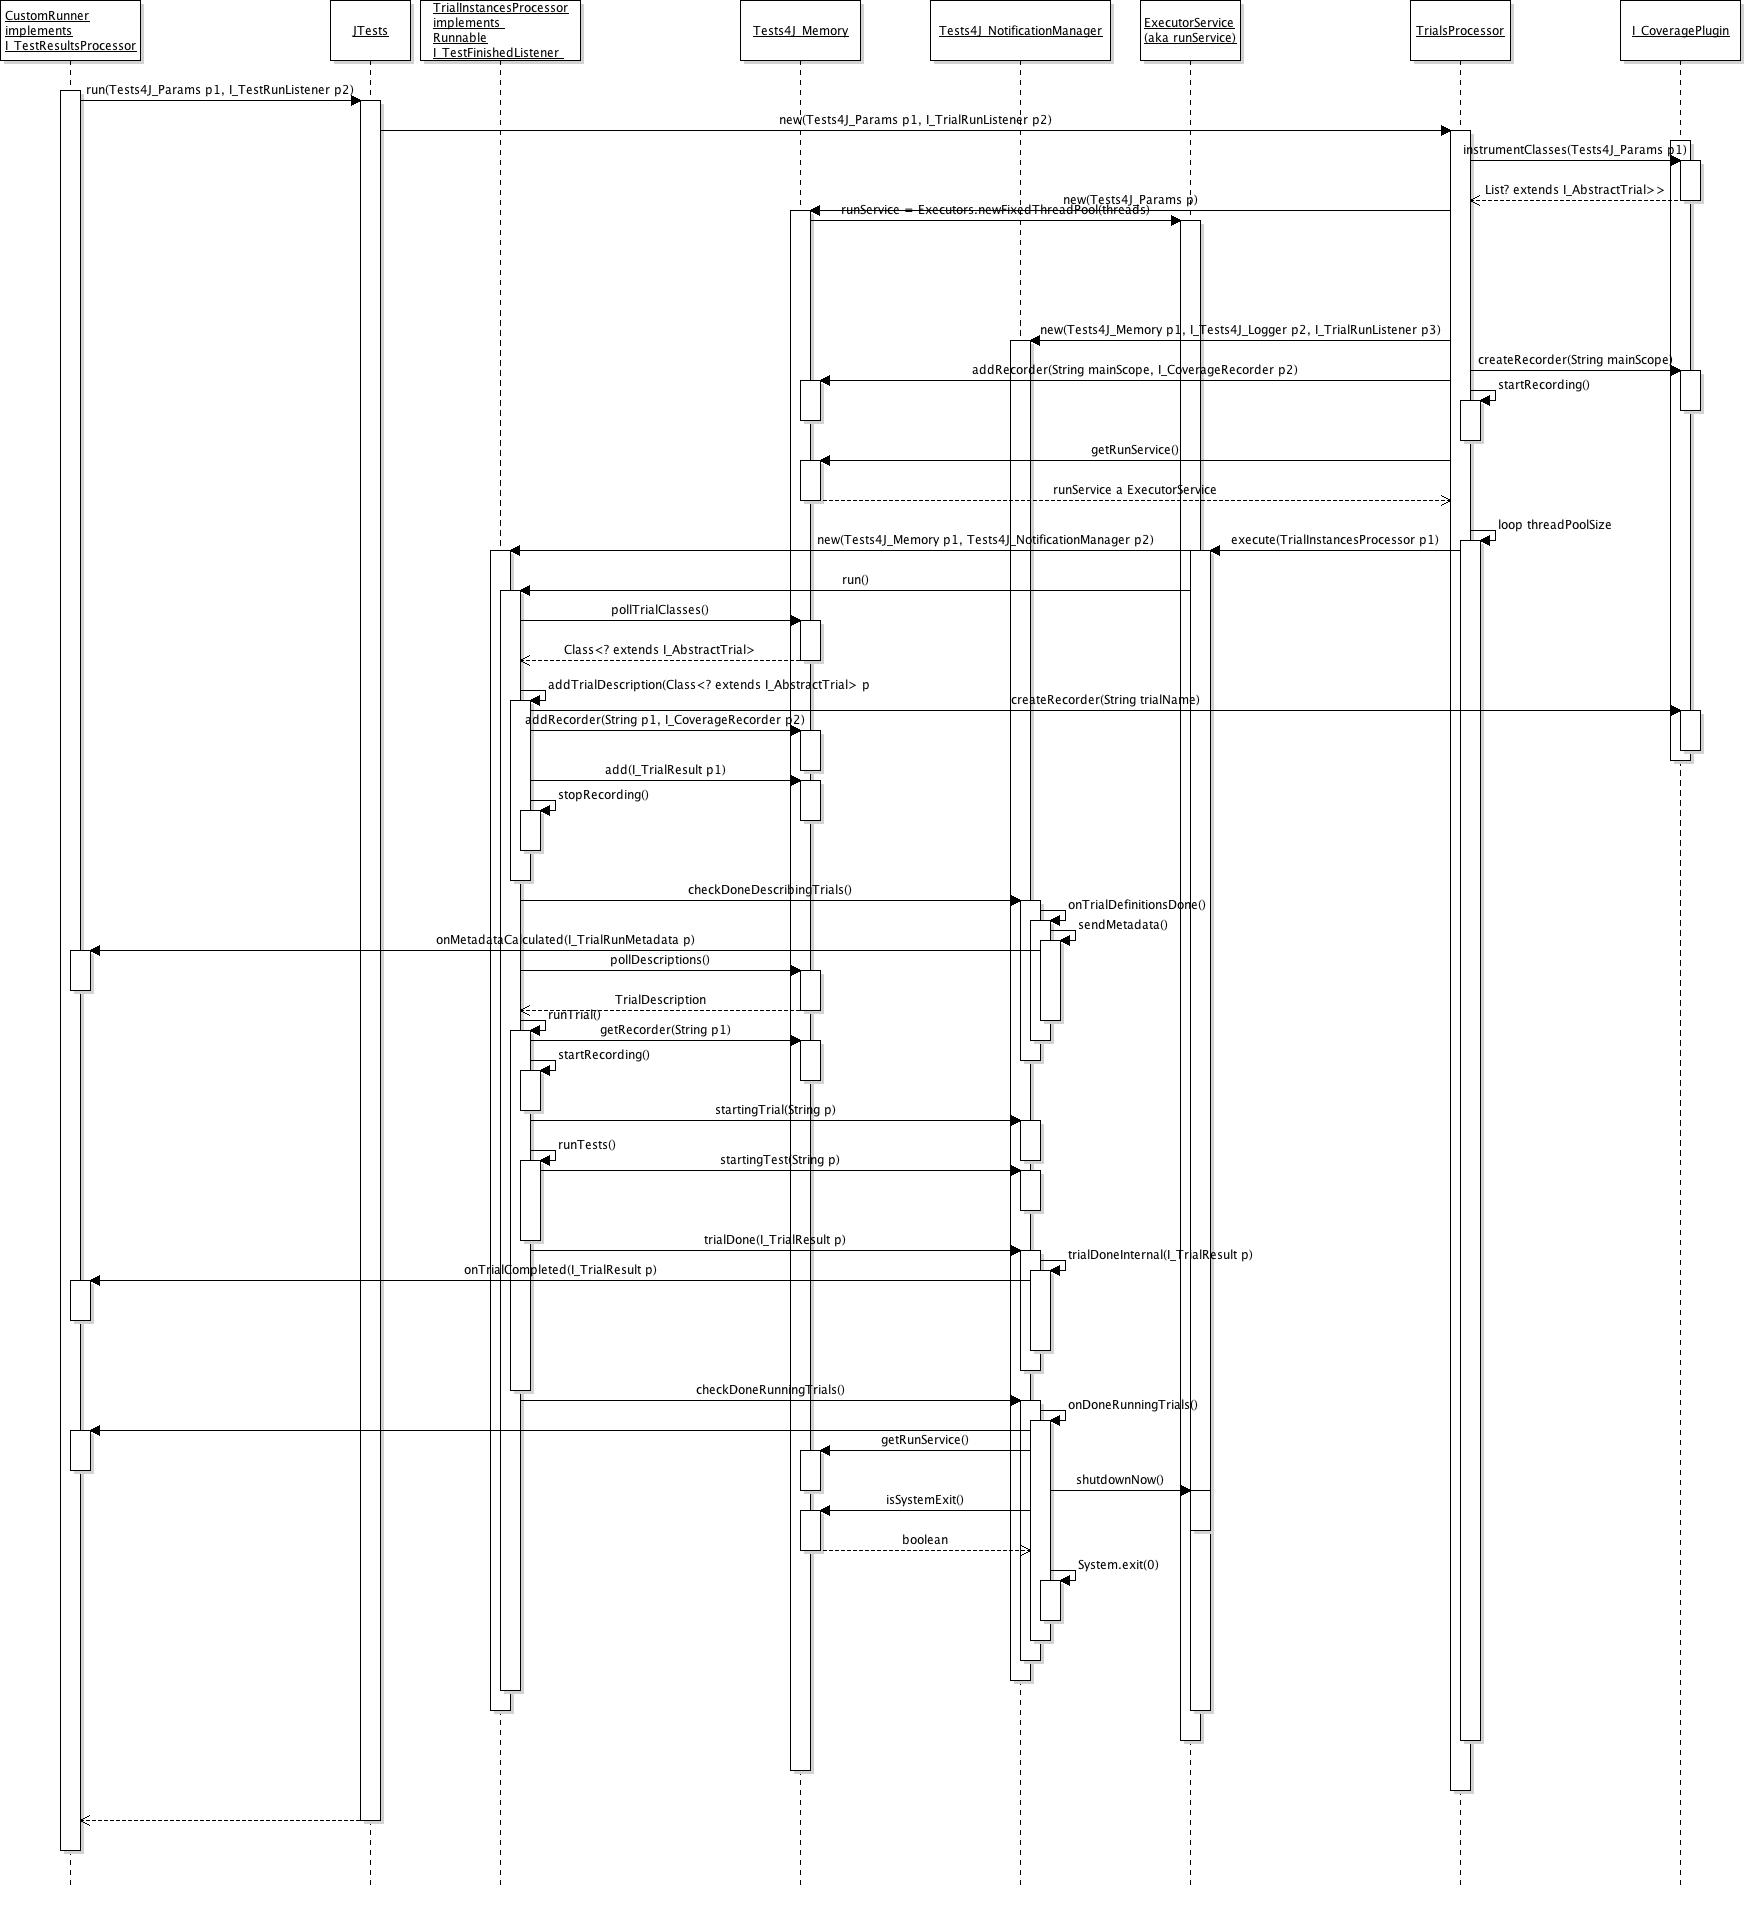 CustomRunner
implements
I_TestResultsProcessor
JTests
TrialInstancesProcessor
implements
Runnable
I_TestFinishedListener
Tests4J_Memory
Tests4J_NotificationManager
ExecutorService
(aka runService)
TrialsProcessor
I_CoveragePlugin
run(Tests4J_Params p1, I_TestRunListener p2)
new(Tests4J_Params p1, I_TrialRunListener p2)
instrumentClasses(Tests4J_Params p1)
List? extends I_AbstractTrial>>
new(Tests4J_Params p)
runService = Executors.newFixedThreadPool(threads)
new(Tests4J_Memory p1, I_Tests4J_Logger p2, I_TrialRunListener p3)
createRecorder(String mainScope)
addRecorder(String mainScope, I_CoverageRecorder p2)
startRecording()
getRunService()
runService a ExecutorService
loop threadPoolSize
new(Tests4J_Memory p1, Tests4J_NotificationManager p2)
execute(TrialInstancesProcessor p1)
run()
pollTrialClasses()
Class<? extends I_AbstractTrial>
addTrialDescription(Class<? extends I_AbstractTrial> p
createRecorder(String trialName)
addRecorder(String p1, I_CoverageRecorder p2)
add(I_TrialResult p1)
stopRecording()
checkDoneDescribingTrials()
onTrialDefinitionsDone()
sendMetadata()
onMetadataCalculated(I_TrialRunMetadata p)
pollDescriptions()
TrialDescription
runTrial()
getRecorder(String p1)
startRecording()
startingTrial(String p)
runTests()
startingTest(String p)
trialDone(I_TrialResult p)
trialDoneInternal(I_TrialResult p)
onTrialCompleted(I_TrialResult p)
checkDoneRunningTrials()
onDoneRunningTrials()
getRunService()
shutdownNow()
isSystemExit()
boolean
System.exit(0)